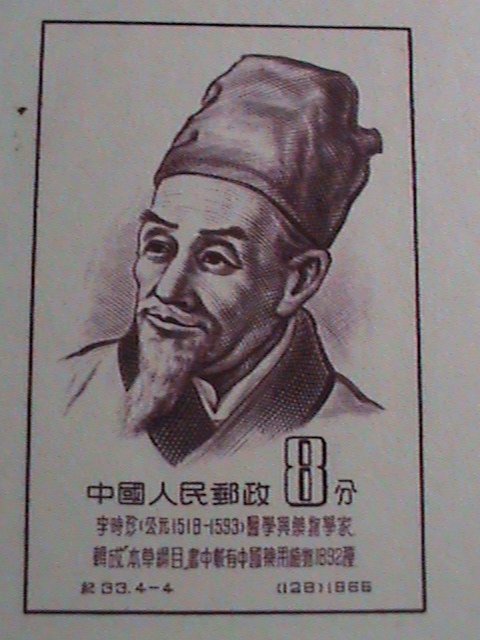 中國人民郵政 8分
李時珍(公元1518-1593)醫學與藥物學家
輯成「本草綱目」書中載有中國藥用植物1892種
紀33.4-4 (128)1955